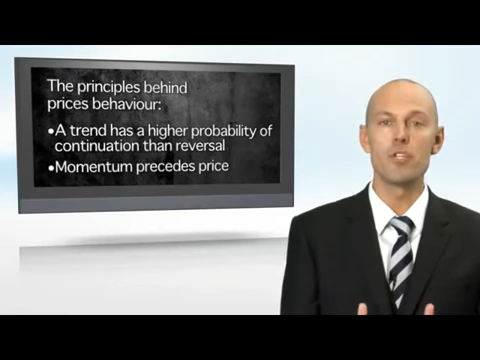 The principles behind
prices behaviour:
•A trend has a higher probability of
continuation than reversal
•Momentum precedes price